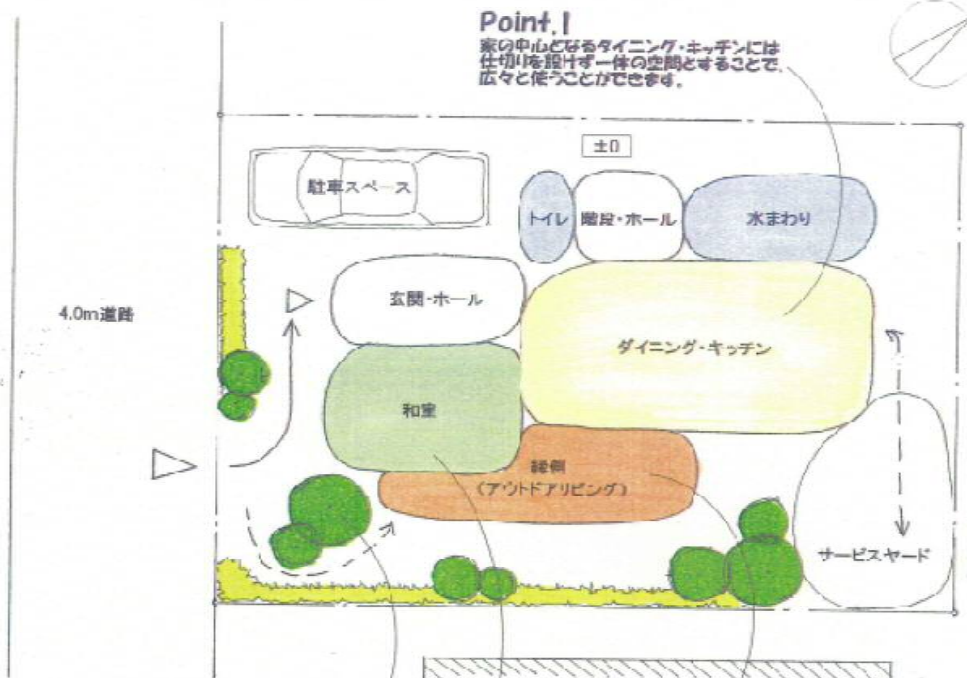 Point.1
家の中心となるダイニング・キッチンには
仕切りを設けず一体の空間とすることで、
広々と使うことができます。
±0
駐車スペース
トイレ
階段・ホール
水まわり
玄関・ホール
4.0m道路
ダイニング・キッチン
和室
縁側
(アウトドアリビング)
サービスヤード